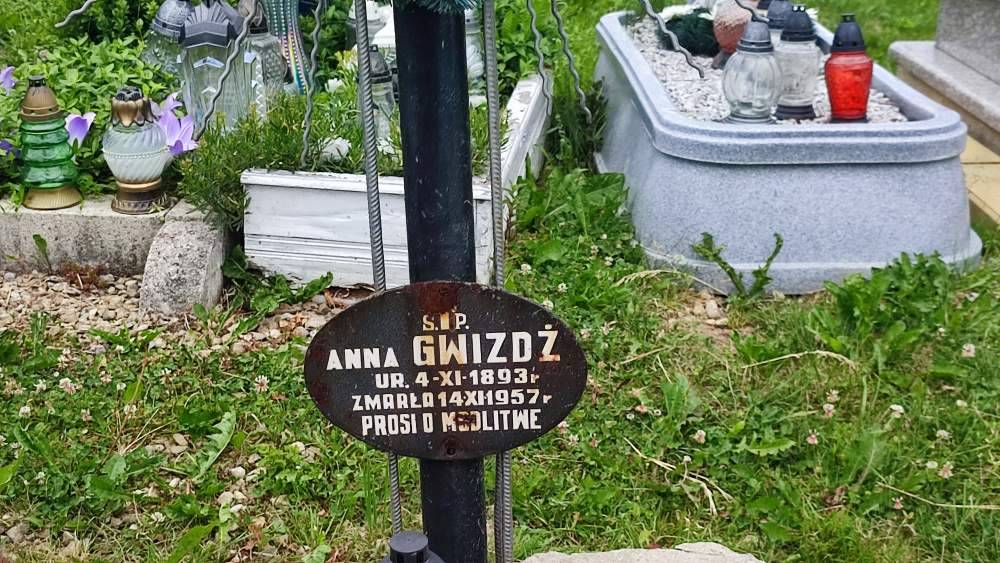 Ś. P.
ANNA GWIZDŻ
UR. 4-XI-1893r
ZMARŁA 14XI1957r
PROSI O MODLITWE